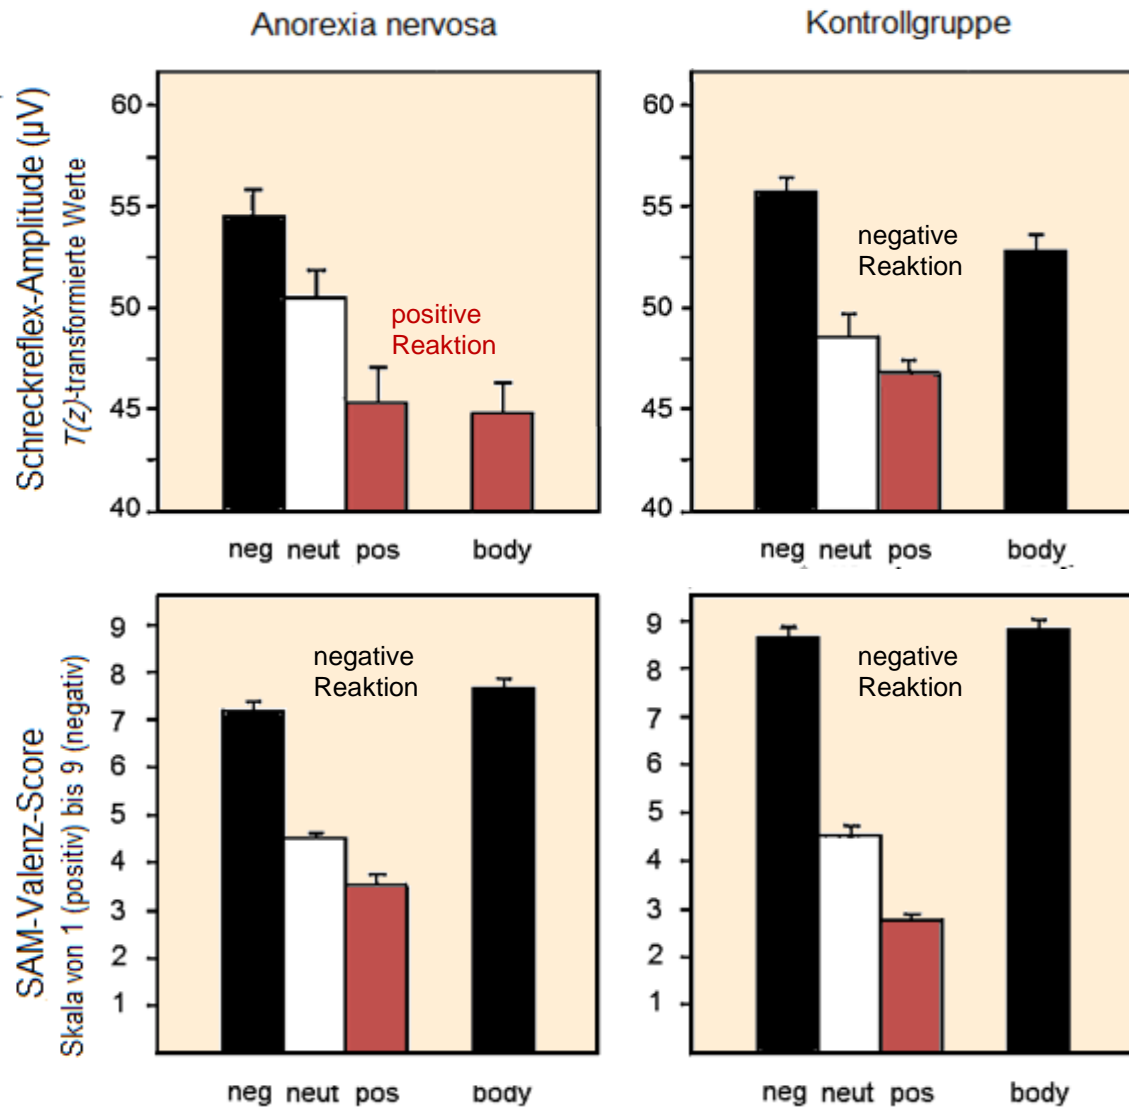 Anorexia nervosa
Kontrollgruppe
Schreckreflex-Amplitude (µV)
T(z)-transformierte Werte
60
55
50
45
40
positive
Reaktion
neg neut pos body
60
55
50
45
40
negative
Reaktion
neg neut pos body
SAM-Valenz-Score
Skala von 1 (positiv) bis 9 (negativ)
9
8
7
6
5
4
3
2
1
negative
Reaktion
neg neut pos body
9
8
7
6
5
4
3
2
1
negative
Reaktion
neg neut pos body